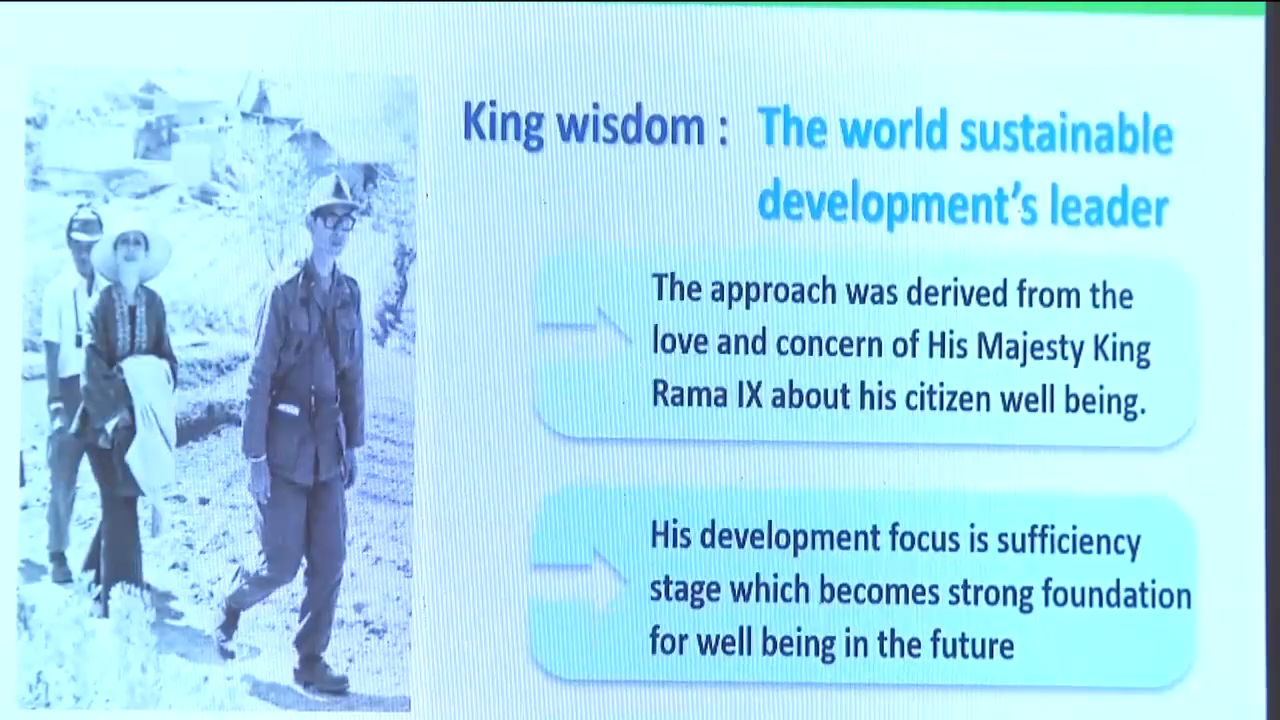 King wisdom : The world sustainable
development's leader
The approach was derived from the
love and concern of His Majesty King
Rama IX about his citizen well being.
His development focus is sufficiency
stage which becomes strong foundation
for well being in the future